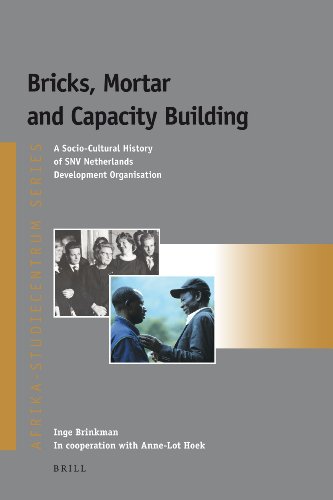 Bricks, Mortar
and Capacity Building
A Socio-Cultural History
of SNV Netherlands
Development Organisation
AFRIKA-STUDIECENTRUM SERIES
Inge Brinkman
In cooperation with Anne-Lot Hoek
BRILL